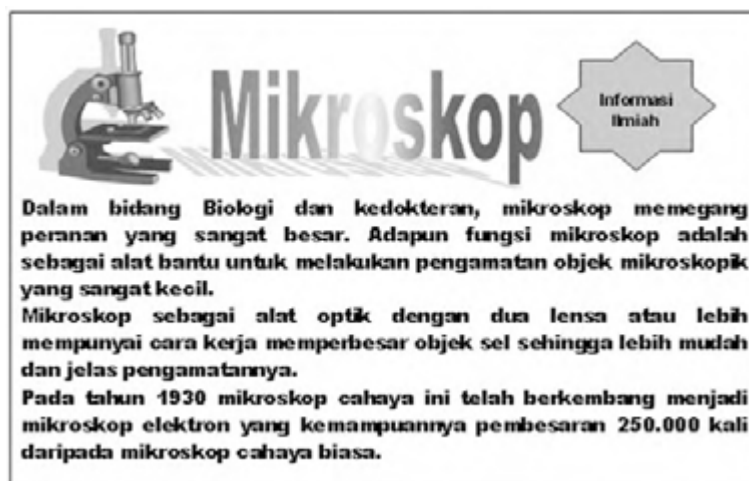 Mikroskop
Informasi
Ilmiah
Dalam bidang Biologi dan kedokteran, mikroskop memegang
peranan yang sangat besar. Adapun fungsi mikroskop adalah
sebagai alat bantu untuk melakukan pengamatan objek mikroskopik
yang sangat kecil.
Mikroskop sebagai alat optik dengan dua lensa atau lebih
mempunyai cara kerja memperbesar objek sel sehingga lebih mudah
dan jelas pengamatannya.
Pada tahun 1930 mikroskop cahaya ini telah berkembang menjadi
mikroskop elektron yang kemampuannya pembesaran 250.000 kali
daripada mikroskop cahaya biasa.